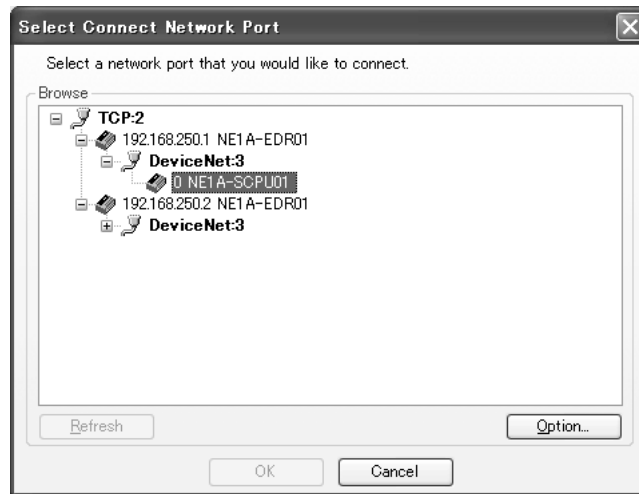 Select Connect Network Port
Select a network port that you would like to connect.
Browse
TCP:2
192.168.250.1 NE1A-EDR01
DeviceNet:3
0 NE1A-SCPU01
192.168.250.2 NE1A-EDR01
DeviceNet:3
Refresh Option...
OK Cancel